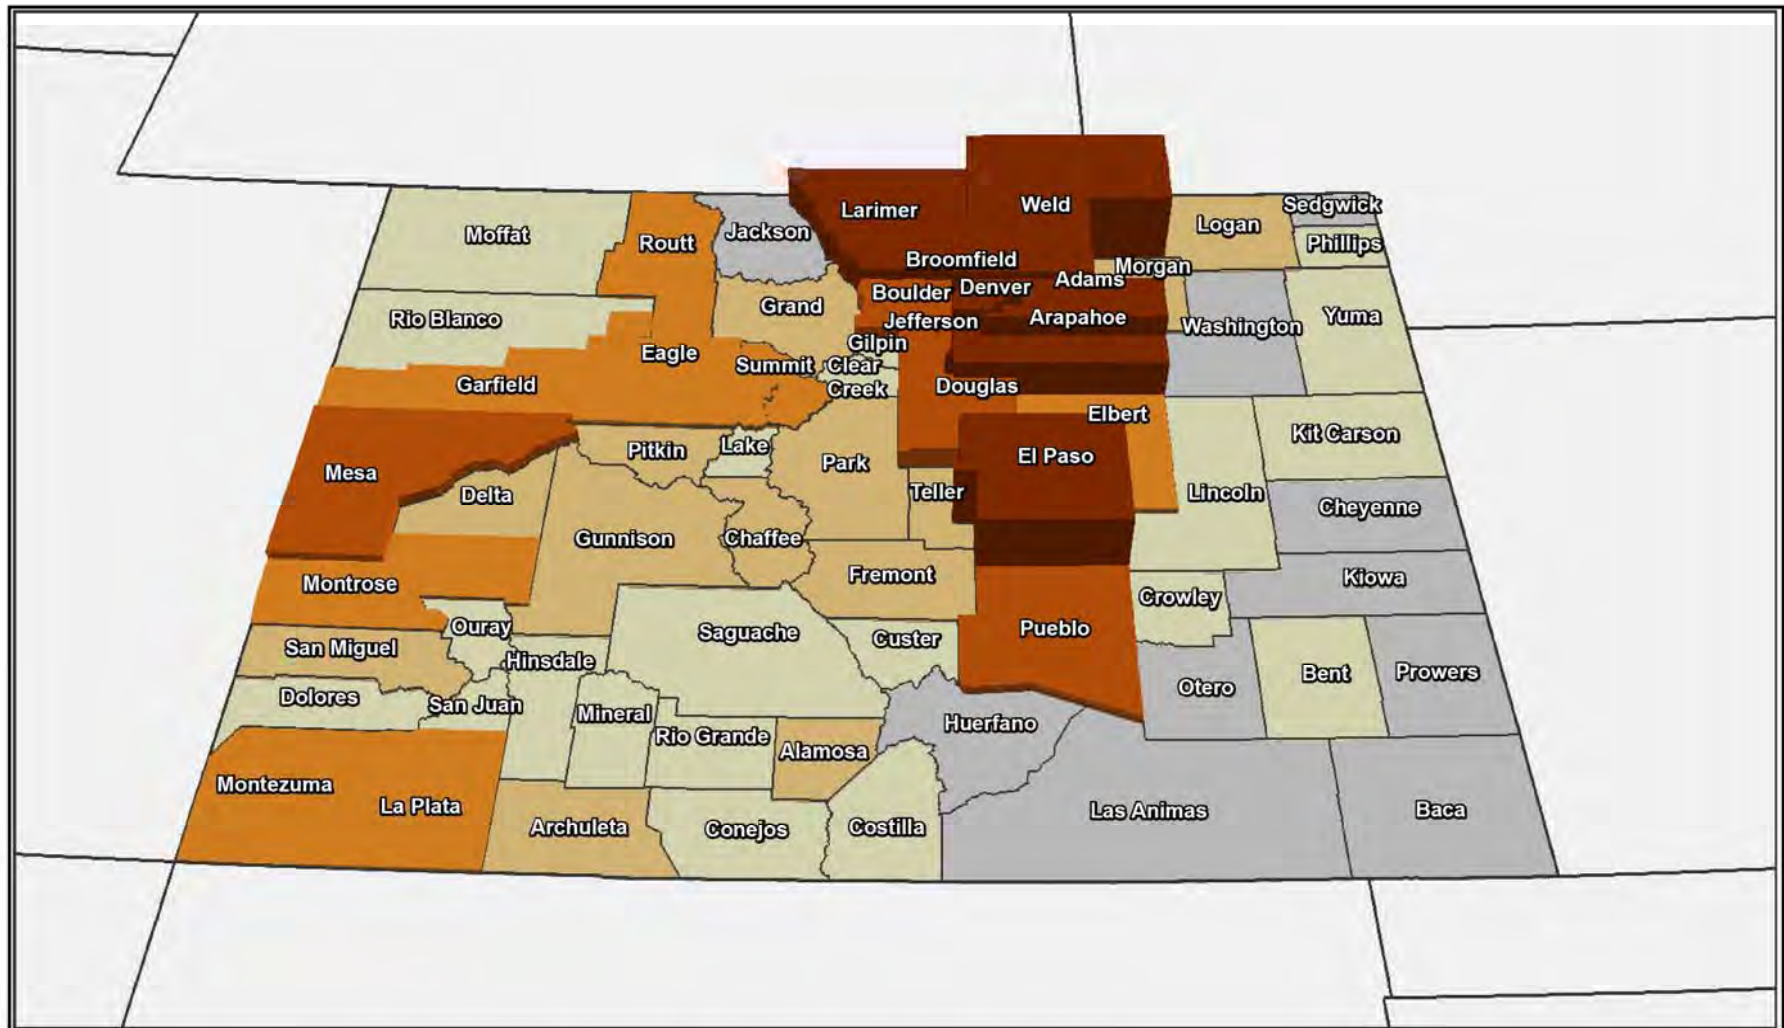 Moffat
Routt
Jackson
Larimer
Weld
Logan
Sedgwick
Phillips
Rio Blanco
Grand
Broomfield
Boulder
Denver
Adams
Morgan
Washington
Yuma
Garfield
Eagle
Summit
Gilpin
Jefferson
Arapahoe
Clear
Creek
Douglas
Elbert
Kit Carson
Mesa
Delta
Pitkin
Lake
Park
Teller
El Paso
Lincoln
Cheyenne
Montrose
Gunnison
Chaffee
Fremont
Crowley
Kiowa
San Miguel
Ouray
Hinsdale
Saguache
Custer
Pueblo
Otero
Bent
Prowers
Dolores
San Juan
Mineral
Rio Grande
Alamosa
Huerfano
Montezuma
La Plata
Archuleta
Conejos
Costilla
Las Animas
Baca